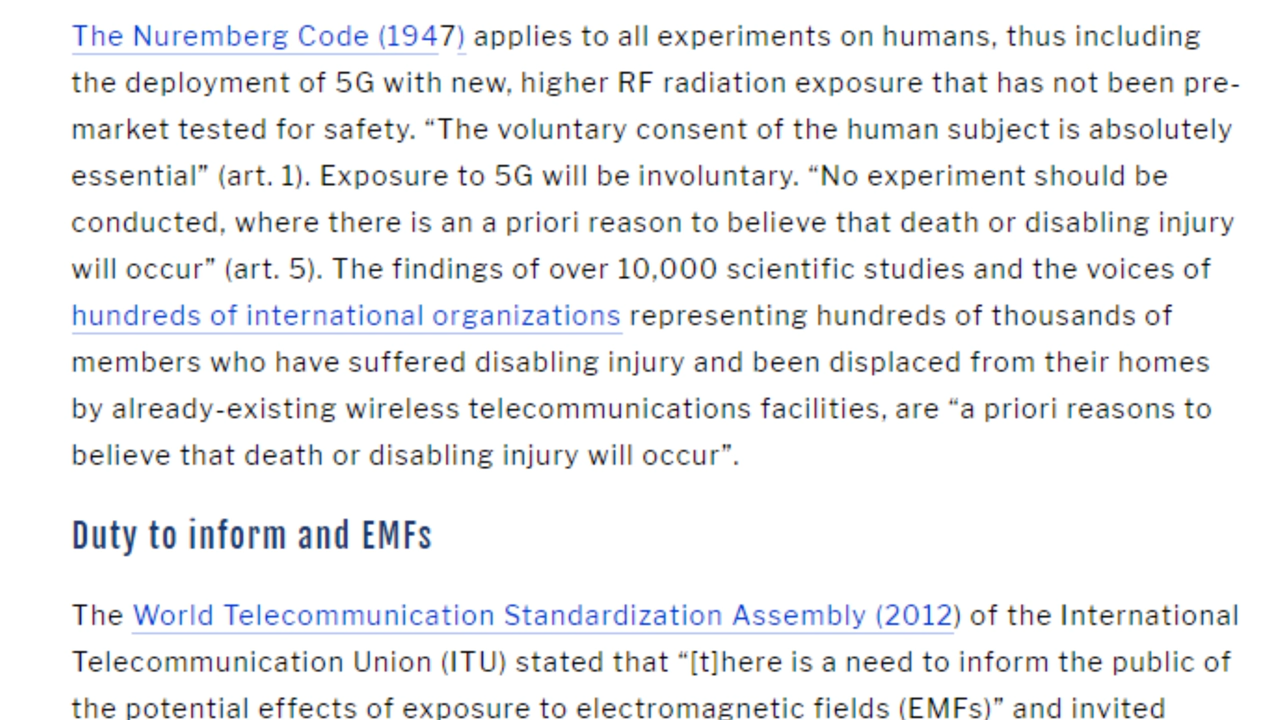 The Nuremberg Code (1947) applies to all experiments on humans, thus including
the deployment of 5G with new, higher RF radiation exposure that has not been pre-
market tested for safety. “The voluntary consent of the human subject is absolutely
essential” (art. 1). Exposure to 5G will be involuntary. “No experiment should be
conducted, where there is an a priori reason to believe that death or disabling injury
will occur” (art. 5). The findings of over 10,000 scientific studies and the voices of
hundreds of international organizations representing hundreds of thousands of
members who have suffered disabling injury and been displaced from their homes
by already-existing wireless telecommunications facilities, are “a priori reasons to
believe that death or disabling injury will occur”.
Duty to inform and EMFs
The World Telecommunication Standardization Assembly (2012) of the International
Telecommunication Union (ITU) stated that “[t]here is a need to inform the public of
the potential effects of exposure to electromagnetic fields (EMFs)” and invited